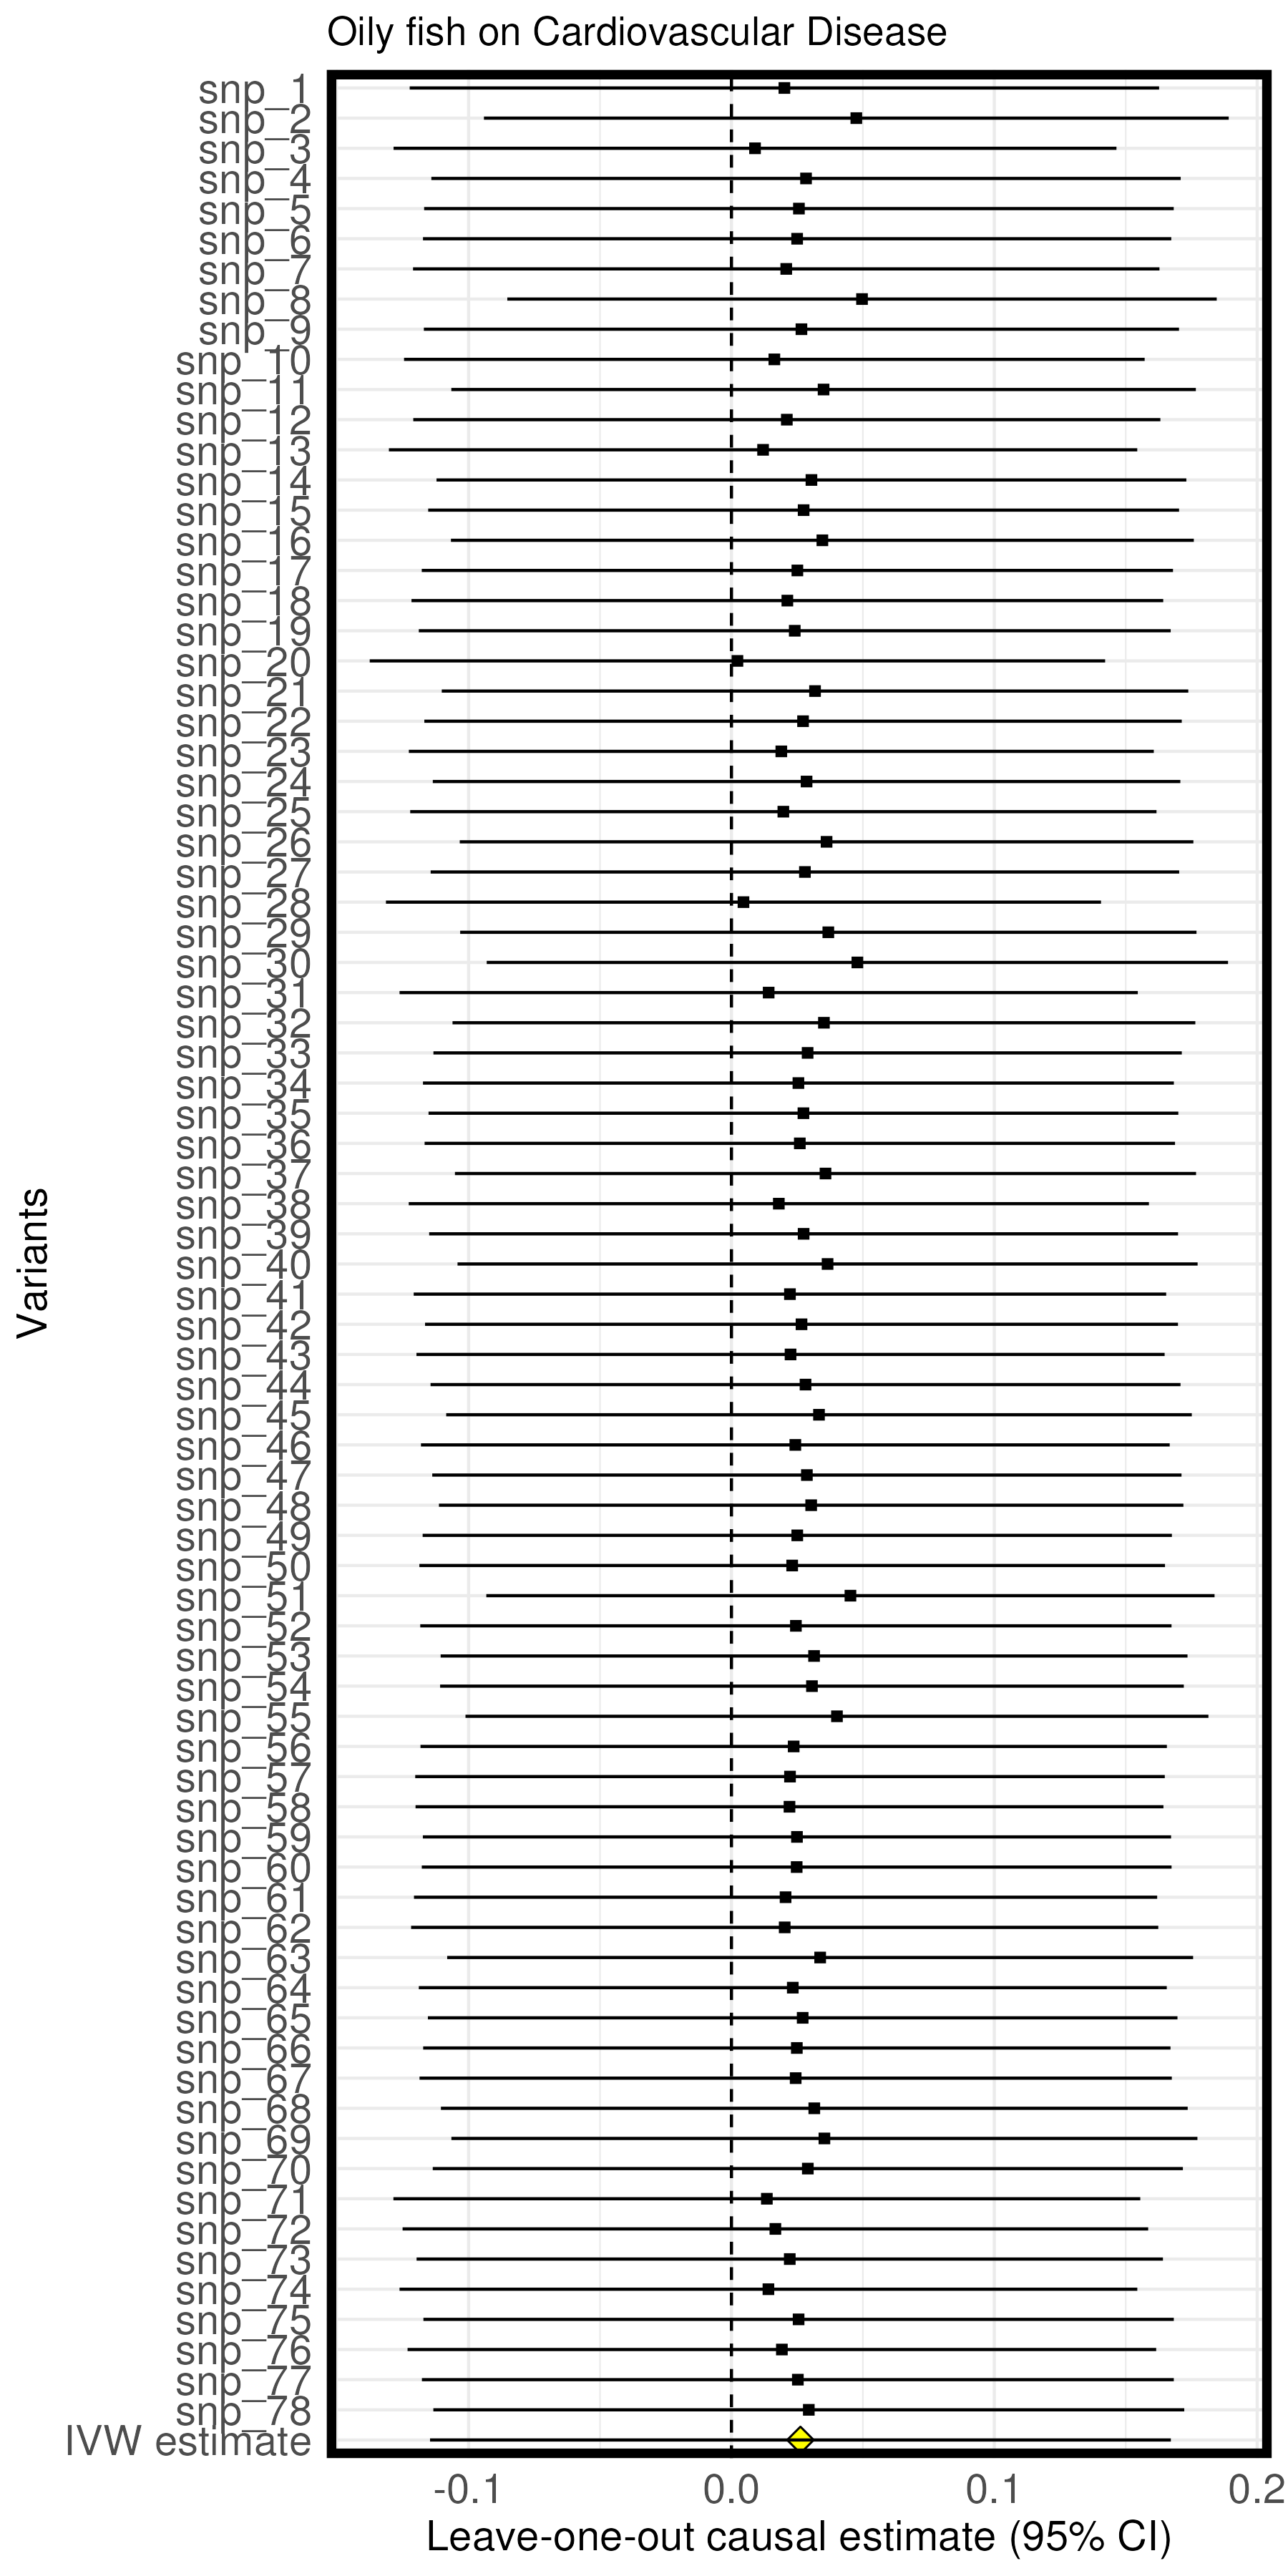 Oily fish on Cardiovascular Disease
snp_1
snp_2
snp_3
snp_4
snp_5
snp_6
snp_7
snp_8
snp_9
snp_10
snp_11
snp_12
snp_13
snp_14
snp_15
snp_16
snp_17
snp_18
snp_19
snp_20
snp_21
snp_22
snp_23
snp_24
snp_25
snp_26
snp_27
snp_28
snp_29
snp_30
snp_31
snp_32
snp_33
snp_34
snp_35
snp_36
snp_37
snp_38
snp_39
snp_40
snp_41
snp_42
snp_43
snp_44
snp_45
snp_46
snp_47
snp_48
snp_49
snp_50
snp_51
snp_52
snp_53
snp_54
snp_55
snp_56
snp_57
snp_58
snp_59
snp_60
snp_61
snp_62
snp_63
snp_64
snp_65
snp_66
snp_67
snp_68
snp_69
snp_70
snp_71
snp_72
snp_73
snp_74
snp_75
snp_76
snp_77
snp_78
IVW estimate
Variants
-0.1 0.0 0.1 0.2
Leave-one-out causal estimate (95% CI)